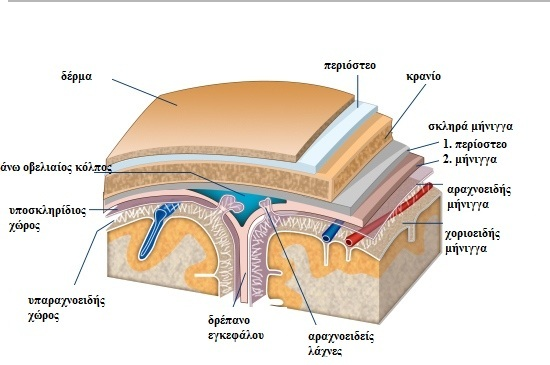 περιόστεο
δέρμα
κρανίο
σκληρά μήνιγγα
1. περιόστεο
2. μήνιγγα
άνω οβελιαίος κόλπος
αραχνοειδής
μήνιγγα
υποσκληρίδιος
χώρος
χοριοειδής
μήνιγγα
υπαραχνοειδής
χώρος
δρέπανο
εγκεφάλου
αραχνοειδείς
λάχνες